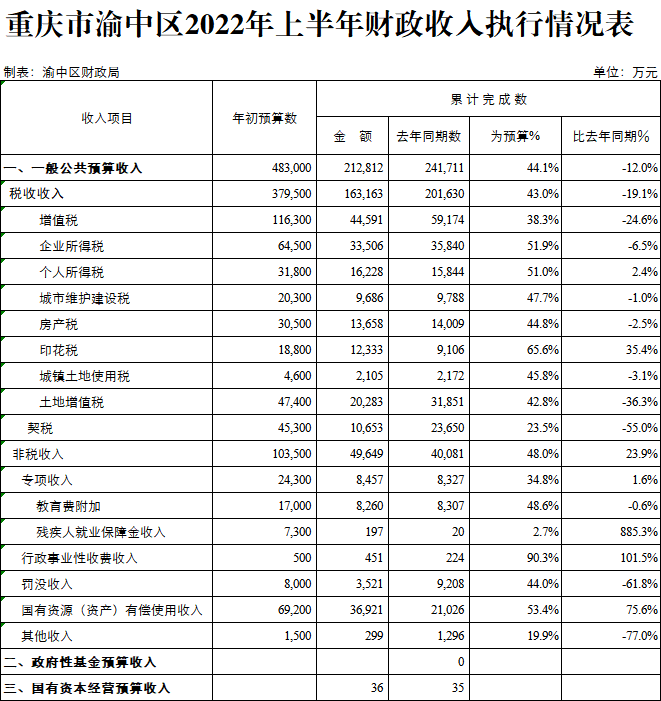 重庆市渝中区2022年上半年财政收入执行情况表
制表：渝中区财政局 单位：万元
收入项目 年初预算数 累计完成数
金 额 去年同期数 为预算% 比去年同期%
一、一般公共预算收入 483,000 212,812 241,711 44.1% -12.0%
税收收入 379,500 163,163 201,630 43.0% -19.1%
增值税 116,300 44,591 59,174 38.3% -24.6%
企业所得税 64,500 33,506 35,840 51.9% -6.5%
个人所得税 31,800 16,228 15,844 51.0% 2.4%
城市维护建设税 20,300 9,686 9,788 47.7% -1.0%
房产税 30,500 13,658 14,009 44.8% -2.5%
印花税 18,800 12,333 9,106 65.6% 35.4%
城镇土地使用税 4,600 2,105 2,172 45.8% -3.1%
土地增值税 47,400 20,283 31,851 42.8% -36.3%
契税 45,300 10,653 23,650 23.5% -55.0%
非税收入 103,500 49,649 40,081 48.0% 23.9%
专项收入 24,300 8,457 8,327 34.8% 1.6%
教育费附加 17,000 8,260 8,307 48.6% -0.6%
残疾人就业保障金收入 7,300 197 20 2.7% 885.3%
行政事业性收费收入 500 451 224 90.3% 101.5%
罚没收入 8,000 3,521 9,208 44.0% -61.8%
国有资源（资产）有偿使用收入 69,200 36,921 21,026 53.4% 75.6%
其他收入 1,500 299 1,296 19.9% -77.0%
二、政府性基金预算收入 0
三、国有资本经营预算收入 36 35